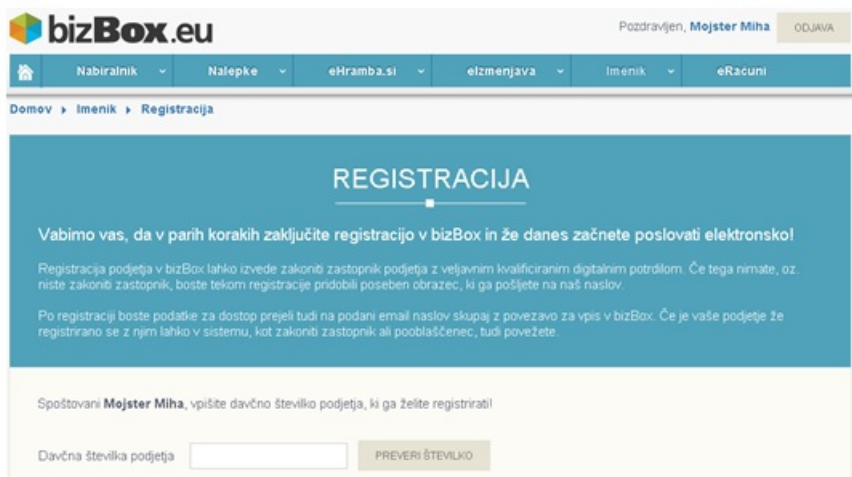 bizBox.eu
Pozdravljen, Mojster Miha ODJAVA
Nabiralnik Nalepke eHramba.si eIzmenjava Imenik eRačuni
Domov Imenik Registracija
REGISTRACIJA
Vabimo vas, da v parih korakih zaključite registracijo v bizBox in že danes začnete poslovati elektronsko!
Registracija podjetja v bizBox lahko izvede zakoniti zastopnik podjetja z veljavnim kvalificiranim digitalnim potrdilom. Če tega nimate, oz.
niste zakoniti zastopnik, boste tekom registracije pridobili poseben obrazec, ki ga pošljete na naš naslov.
Po registraciji boste podatke za dostop prejeli tudi na podani email naslov skupaj z povezavo za vpis v bizBox. Če je vaše podjetje že
registrirano se z njim lahko v sistemu, kot zakoniti zastopnik ali pooblaščenec, tudi povežete.
Spoštovani Mojster Miha, vpišite davčno številko podjetja, ki ga želite registrirati!
Davčna številka podjetja PREVERI ŠTEVILKO